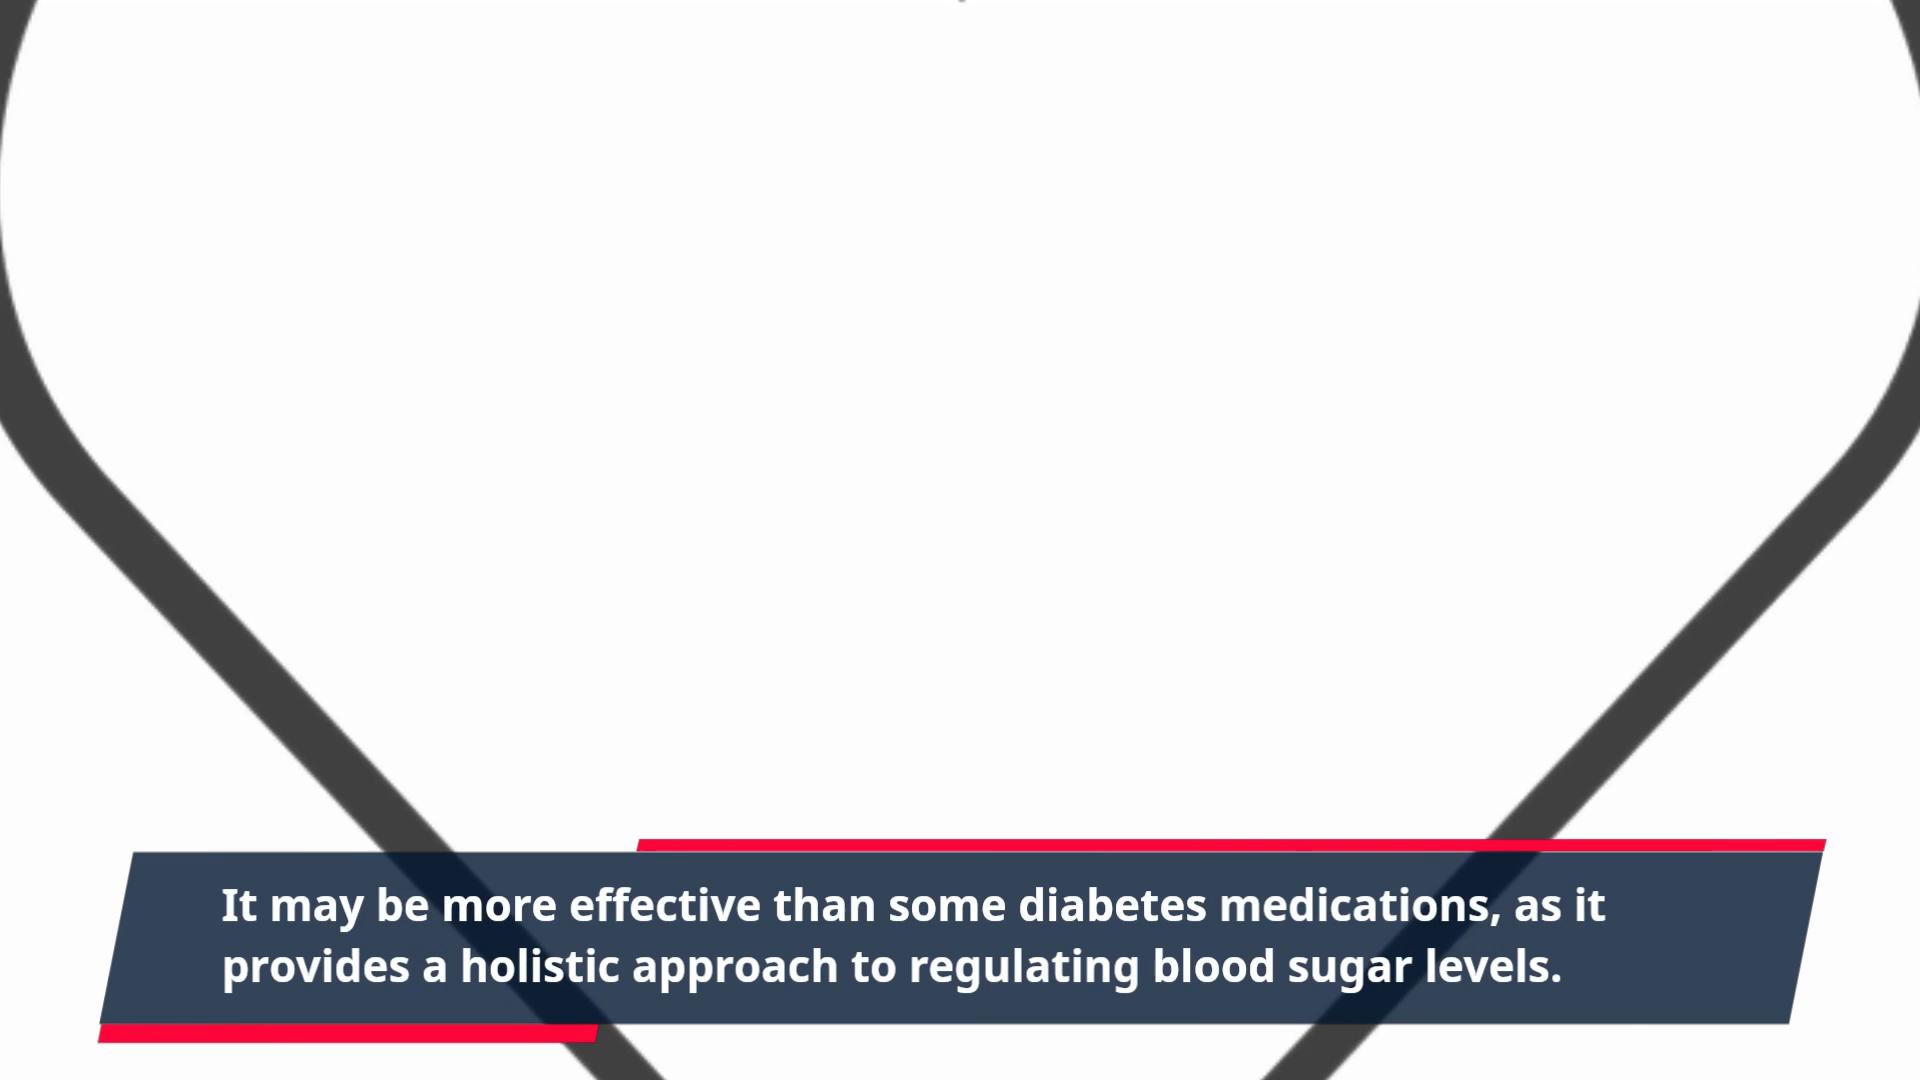 It may be more effective than some diabetes medications, as it
provides a holistic approach to regulating blood sugar levels.